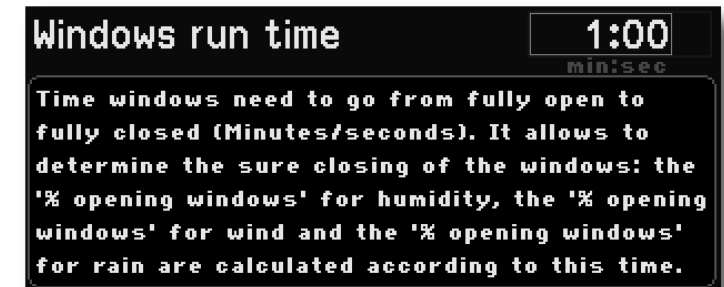 Windows run time
1:00
min:sec
Time windows need to go from fully open to
fully closed (Minutes/seconds). It allows to
determine the sure closing of the windows: the
'% opening windows' for humidity, the '% opening
windows' for wind and the '% opening windows'
for rain are calculated according to this time.